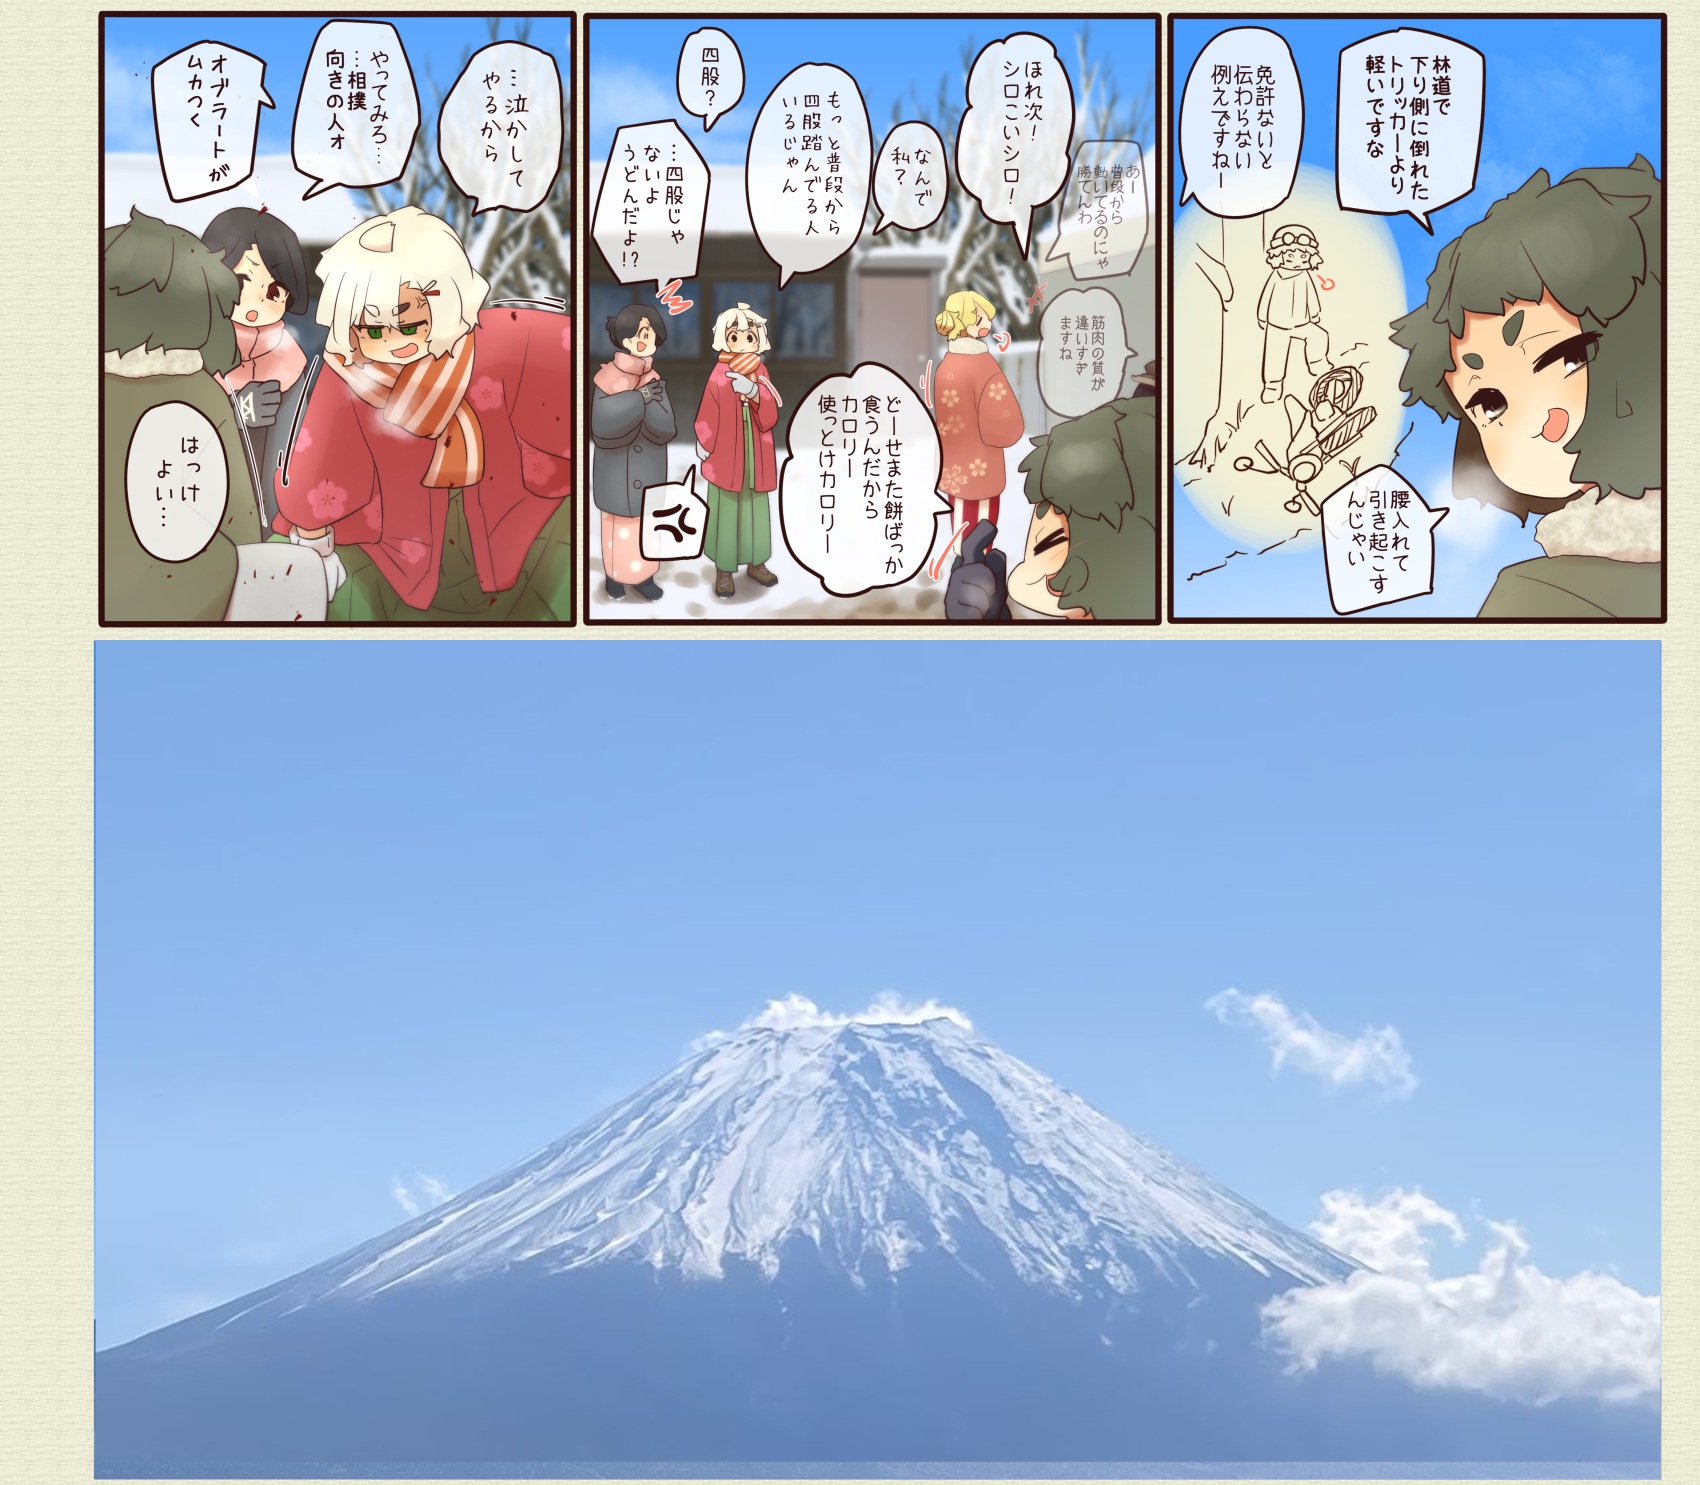 林道で
下り側に倒れた
トリッカーより
軽いですな
免許ないと
伝わらない
例えですねー
腰入れて
引き起こす
んじゃい
あー
普段から
動いてるのにゃ
勝てんわ
筋肉の質が
違いすぎ
ますね
ほれ次!
シロこいシロ!
なんで
私?
もっと普段から
四股踏んでる人
いるじゃん
四股?
…四股じゃ
ないよ
うどんだよ!?
どーせまた餅ばっか
食うんだから
カロリー
使っとけカロリー
…泣かして
やるから
やってみろ…
…相撲
向きの人ォ
オブラートが
ムカつく
はっけ
よい…